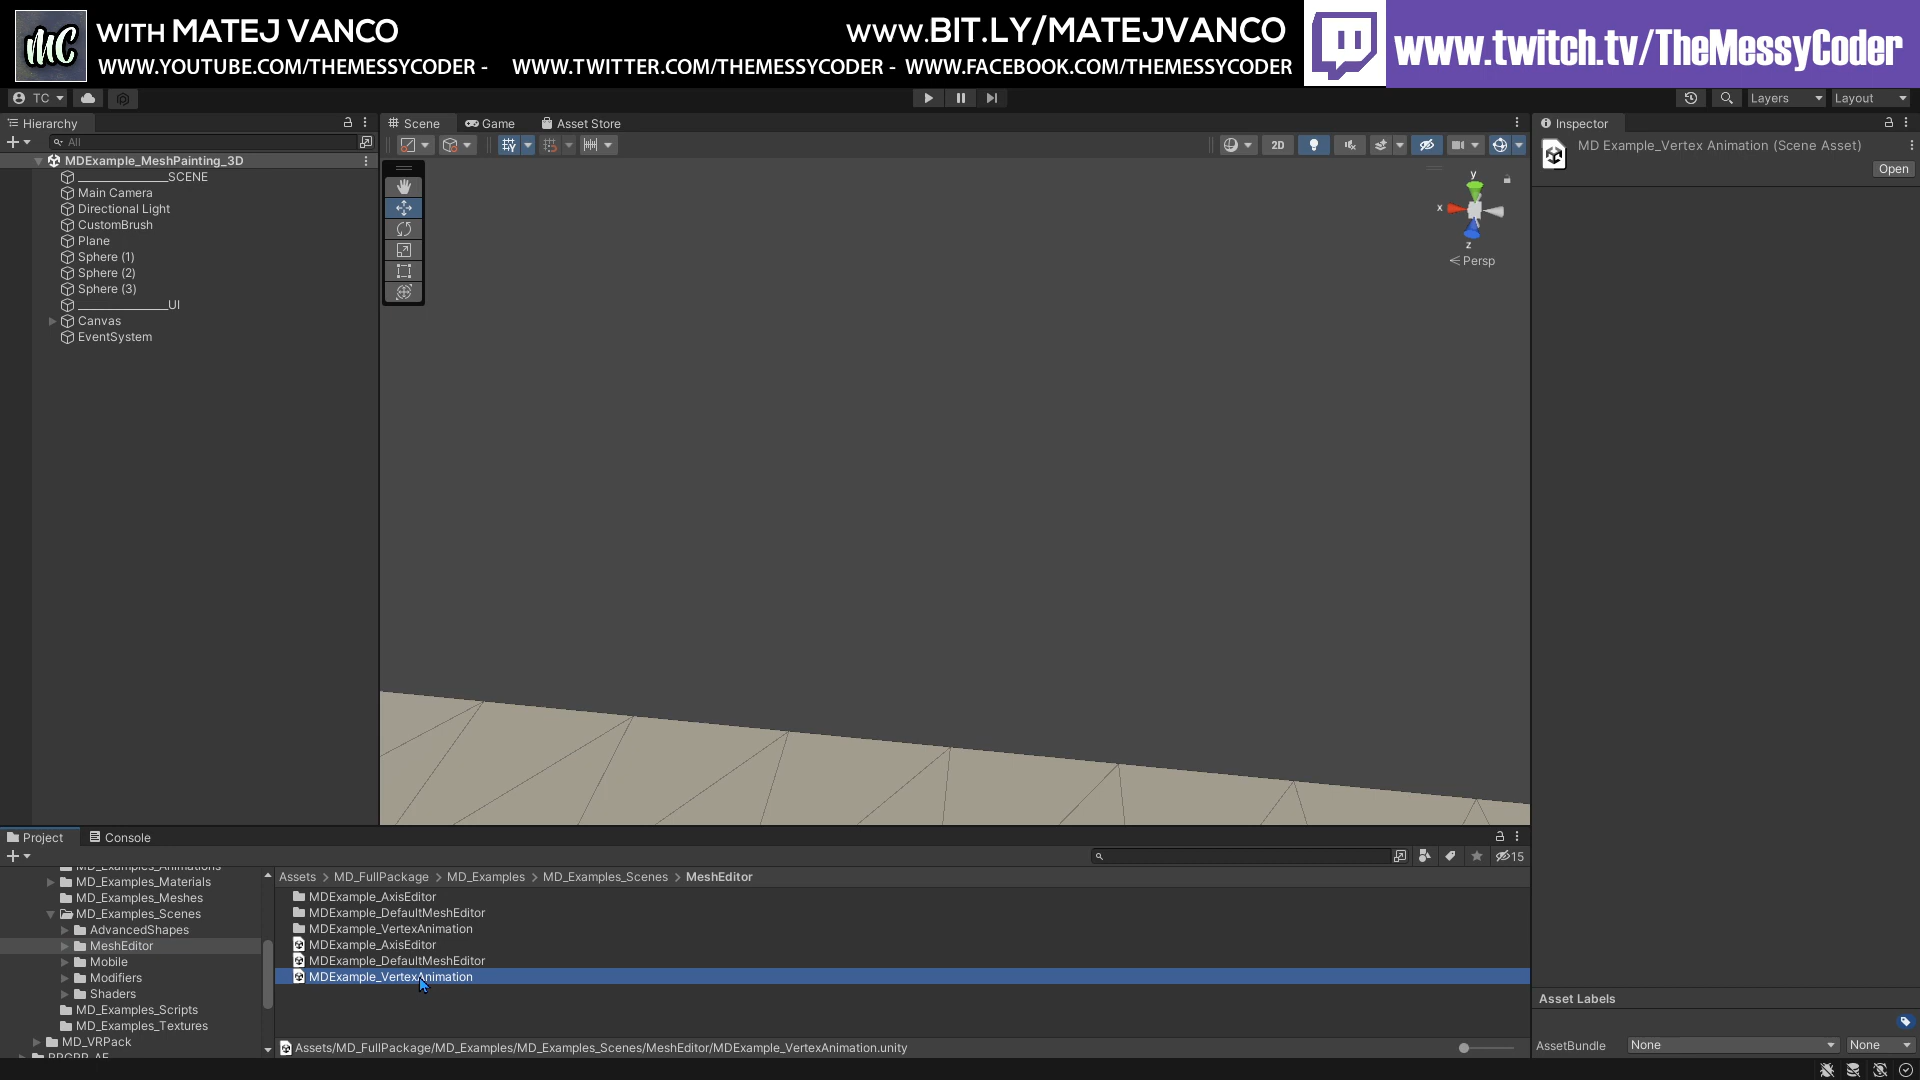 MC WITH MATEJ VANCO
WWW.YOUTUBE.COM/THEMESSYCODER - WWW.TWITTER.COM/THEMESSYCODER - WWW.FACEBOOK.COM/THEMESSYCODER
WWW.BIT.LY/MATEJVANCO
www.twitch.tv/TheMessyCoder
TC
Layers
Layout
Hierarchy
All
MDExample_MeshPainting_3D
______________SCENE
Main Camera
Directional Light
CustomBrush
Plane
Sphere (1)
Sphere (2)
Sphere (3)
______________UI
Canvas
EventSystem
Scene
Game
Asset Store
2D
y
x
z
Persp
Inspector
MD Example_Vertex Animation (Scene Asset)
Open
Project
Console
15
MD_Examples_Animations
MD_Examples_Materials
MD_Examples_Meshes
MD_Examples_Scenes
AdvancedShapes
MeshEditor
Mobile
Modifiers
Shaders
MD_Examples_Scripts
MD_Examples_Textures
MD_VRPack
Assets > MD_FullPackage > MD_Examples > MD_Examples_Scenes > MeshEditor
MDExample_AxisEditor
MDExample_DefaultMeshEditor
MDExample_VertexAnimation
MDExample_AxisEditor
MDExample_DefaultMeshEditor
MDExample_VertexAnimation
Assets/MD_FullPackage/MD_Examples/MD_Examples_Scenes/MeshEditor/MDExample_VertexAnimation.unity
Asset Labels
AssetBundle
None
None